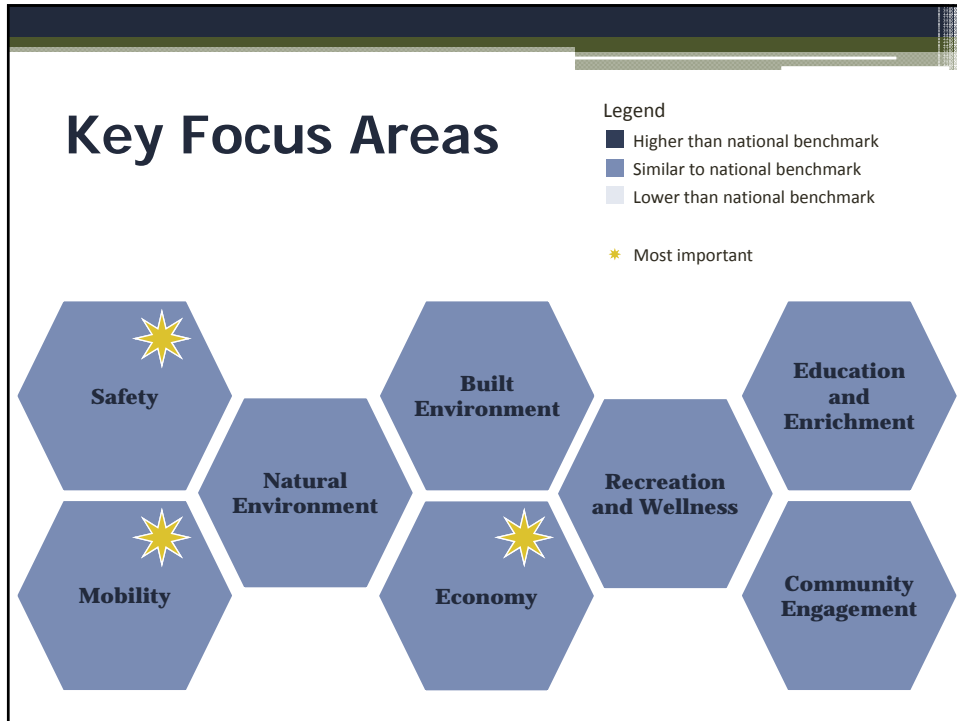 Key Focus Areas
Legend
Higher than national benchmark
Similar to national benchmark
Lower than national benchmark
Most important
Safety
Built
Environment
Education
and
Enrichment
Natural
Environment
Recreation
and Wellness
Mobility
Economy
Community
Engagement